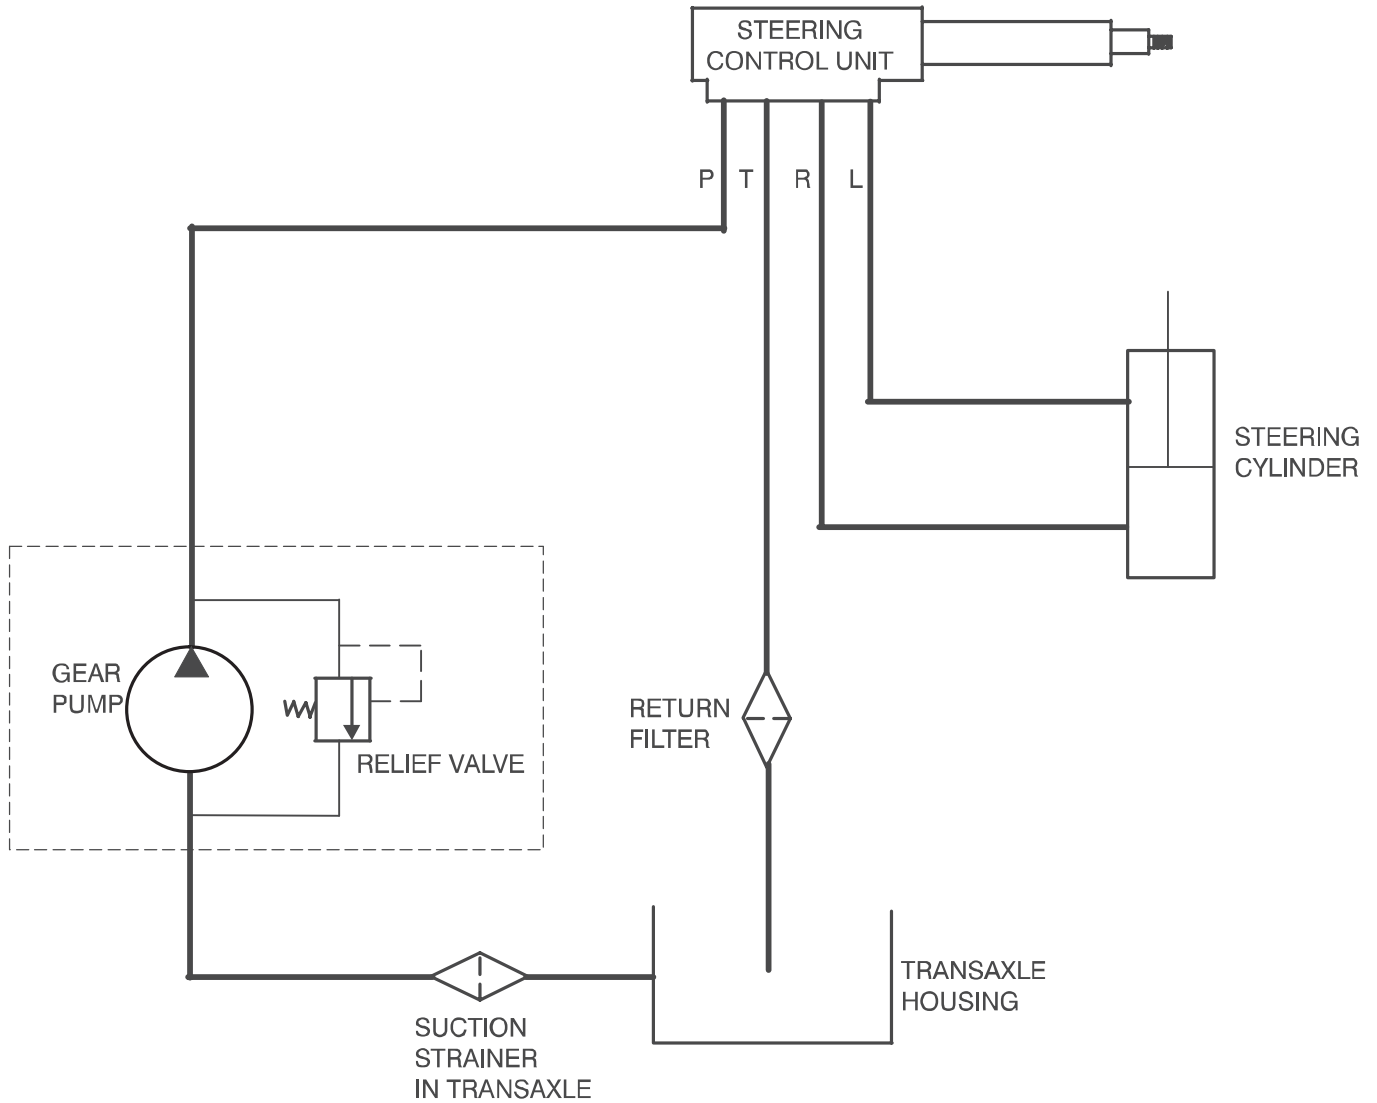 STEERING
CONTROL UNIT
P T R L
STEERING
CYLINDER
GEAR
PUMP
RELIEF VALVE
RETURN
FILTER
TRANSAXLE
HOUSING
SUCTION
STRAINER
IN TRANSAXLE